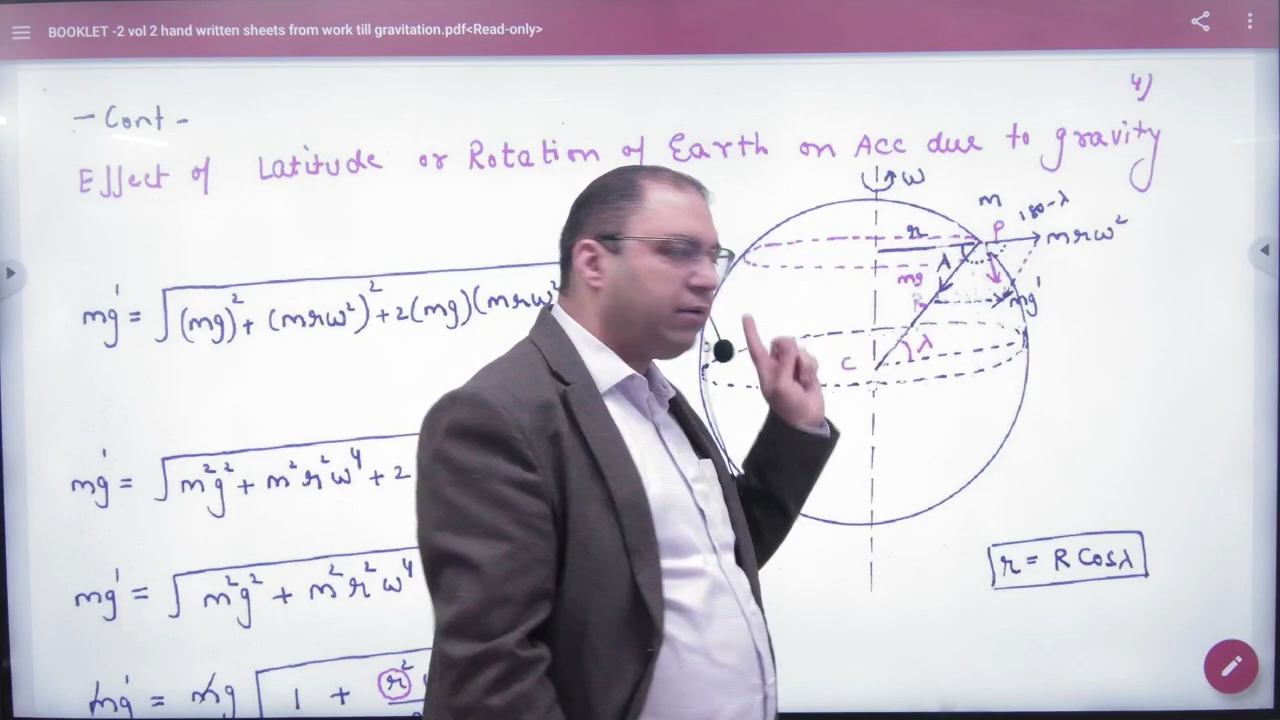 BOOKLET -2 vol 2 hand written sheets from work till gravitation.pdf<Read-only>
4)
- Cont -
Effect of Latitude or Rotation of Earth on Acc due to gravity
ω
m
180-λ
P
r
mrω²
λ
mg
mg'
R
λ
C
mg' = √(mg)² + (mrω²)² + 2(mg)(mrω²
mg' = √m²g² + m²r²ω⁴ + 2
r = R Cosλ
mg' = √m²g² + m²r²ω⁴
mg' = mg √1 + r²